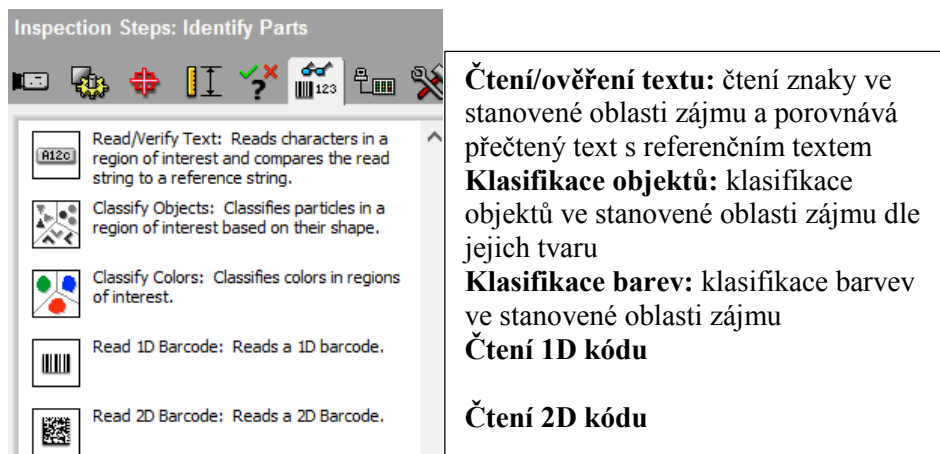 Inspection Steps: Identify Parts
123
A12c
Read/Verify Text: Reads characters in a
region of interest and compares the read
string to a reference string.
Classify Objects: Classifies particles in a
region of interest based on their shape.
Classify Colors: Classifies colors in regions
of interest.
Read 1D Barcode: Reads a 1D barcode.
Read 2D Barcode: Reads a 2D Barcode.
Čtení/ověření textu: čtení znaky ve
stanovené oblasti zájmu a porovnává
přečtený text s referenčním textem
Klasifikace objektů: klasifikace
objektů ve stanovené oblasti zájmu dle
jejich tvaru
Klasifikace barev: klasifikace barvev
ve stanovené oblasti zájmu
Čtení 1D kódu
Čtení 2D kódu